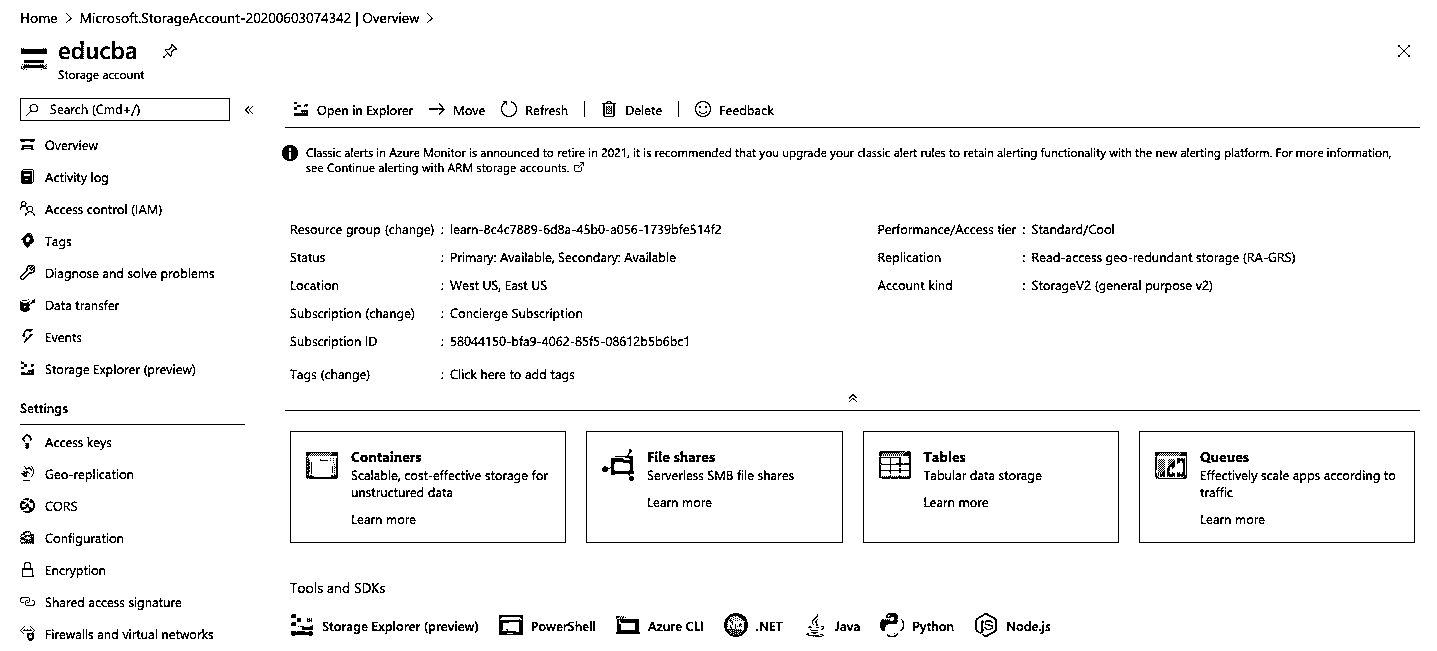 Home > Microsoft.StorageAccount-20200603074342 | Overview >
educba
Storage account
Search (Cmd+/)
«
Overview
Activity log
Access control (IAM)
Tags
Diagnose and solve problems
Data transfer
Events
Storage Explorer (preview)
Settings
Access keys
Geo-replication
CORS
Configuration
Encryption
Shared access signature
Firewalls and virtual networks
Open in Explorer Move Refresh | Delete | Feedback
Classic alerts in Azure Monitor is announced to retire in 2021, it is recommended that you upgrade your classic alert rules to retain alerting functionality with the new alerting platform. For more information,
see Continue alerting with ARM storage accounts.
Resource group (change) : learn-8c4c7889-6d8a-45b0-a056-1739bfe514f2
Status : Primary: Available, Secondary: Available
Location : West US, East US
Subscription (change) : Concierge Subscription
Subscription ID : 58044150-bfa9-4062-85f5-08612b5b6bc1
Tags (change) : Click here to add tags
Performance/Access tier : Standard/Cool
Replication : Read-access geo-redundant storage (RA-GRS)
Account kind : StorageV2 (general purpose v2)
Containers
Scalable, cost-effective storage for
unstructured data
Learn more
File shares
Serverless SMB file shares
Learn more
Tables
Tabular data storage
Learn more
Queues
Effectively scale apps according to
traffic
Learn more
Tools and SDKs
Storage Explorer (preview) PowerShell Azure CLI .NET Java Python Node.js